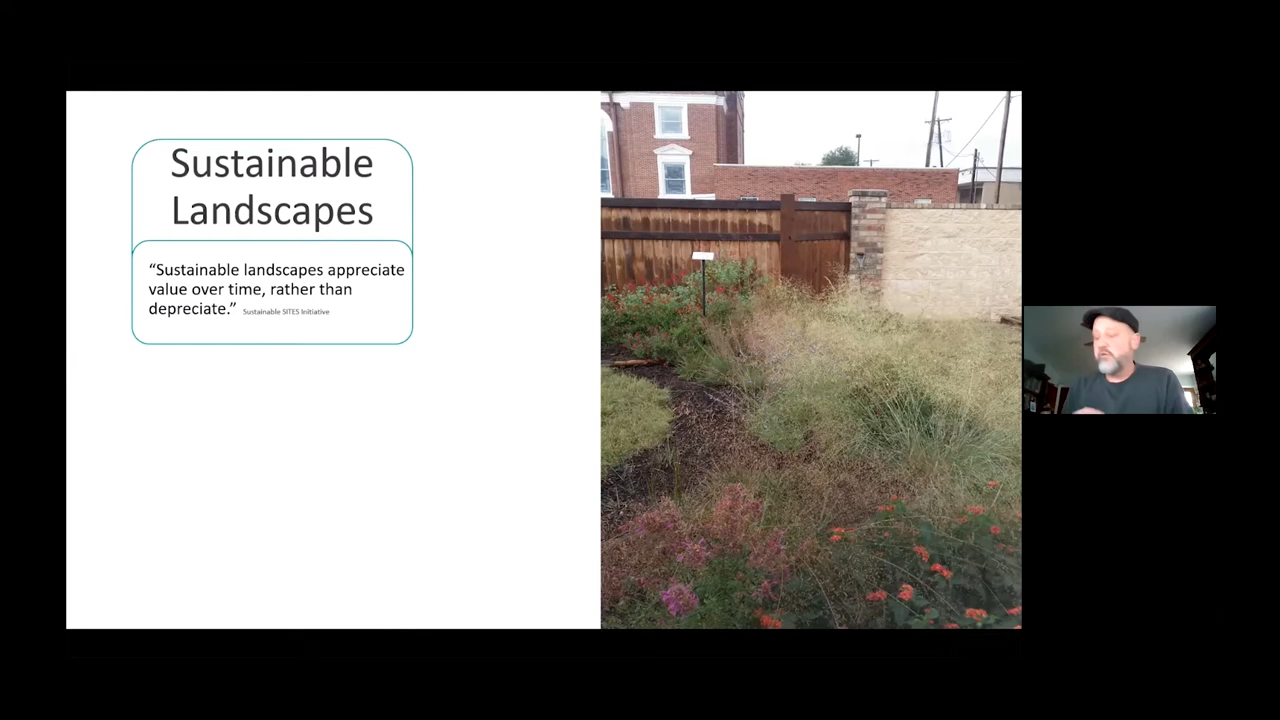 Sustainable
Landscapes
“Sustainable landscapes appreciate
value over time, rather than
depreciate.” Sustainable SITES Initiative